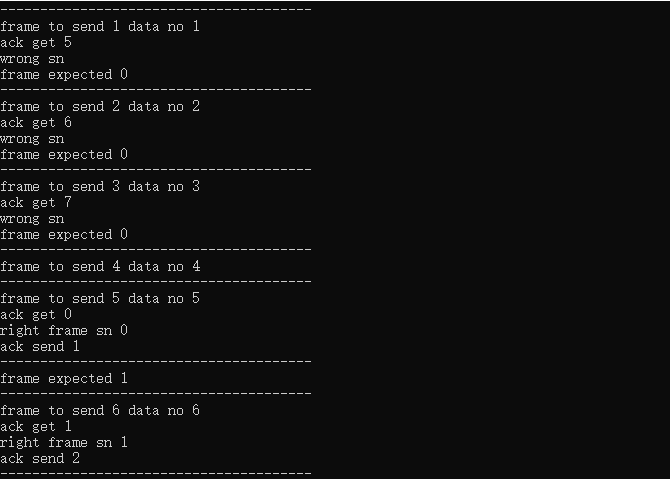 ---------------------------------------
frame to send 1 data no 1
ack get 5
wrong sn
frame expected 0
---------------------------------------
frame to send 2 data no 2
ack get 6
wrong sn
frame expected 0
---------------------------------------
frame to send 3 data no 3
ack get 7
wrong sn
frame expected 0
---------------------------------------
frame to send 4 data no 4
---------------------------------------
frame to send 5 data no 5
ack get 0
right frame sn 0
ack send 1
---------------------------------------
frame expected 1
---------------------------------------
frame to send 6 data no 6
ack get 1
right frame sn 1
ack send 2
---------------------------------------